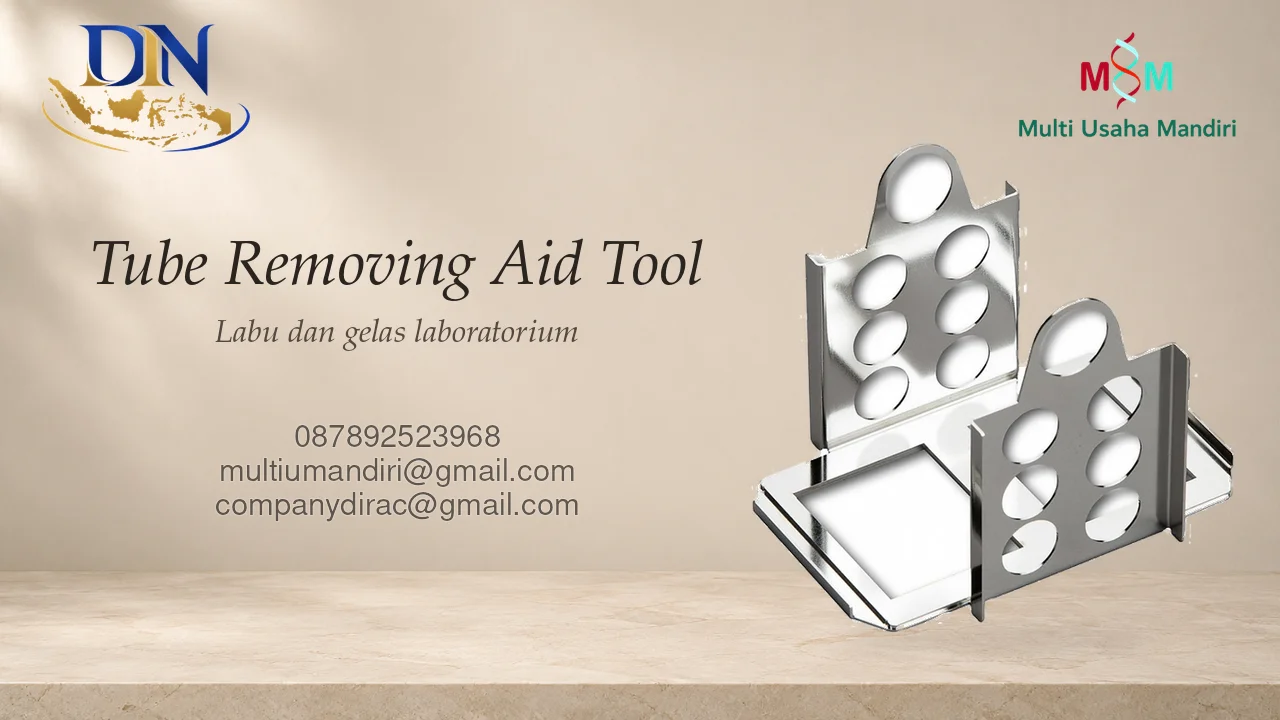 DN
M M
Multi Usaha Mandiri
Tube Removing Aid Tool
Labu dan gelas laboratorium
087892523968
multiumandiri@gmail.com
companydirac@gmail.com